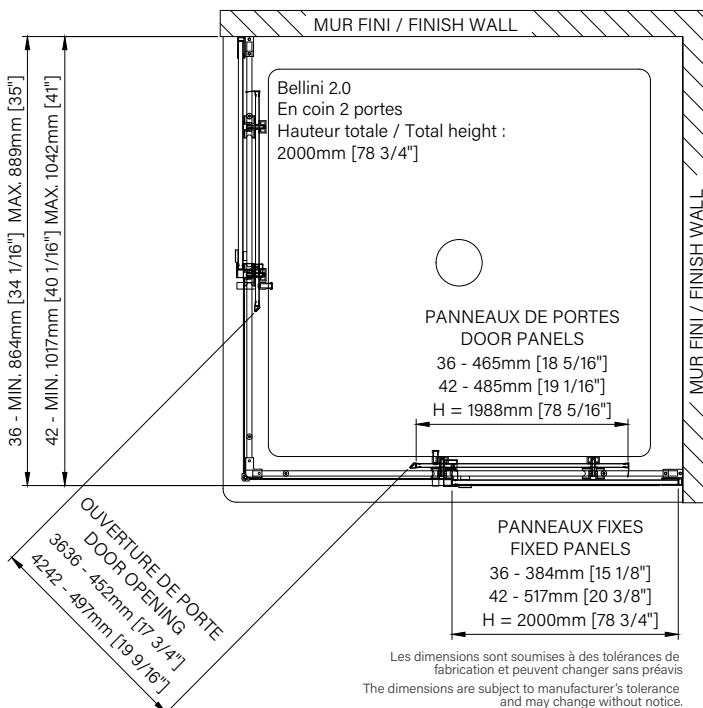 MUR FINI / FINISH WALL
Bellini 2.0
En coin 2 portes
Hauteur totale / Total height :
2000mm [78 3/4"]
36 - MIN. 864mm [34 1/16"]  MAX. 889mm [35"]
42 - MIN. 1017mm [40 1/16"]  MAX. 1042mm [41"]
MUR FINI / FINISH WALL
PANNEAUX DE PORTES
DOOR PANELS
36 - 465mm [18 5/16"]
42 - 485mm [19 1/16"]
H = 1988mm [78 5/16"]
OUVERTURE DE PORTE
DOOR OPENING
3636 - 452mm [17 3/4"]
4242 - 497mm [19 9/16"]
PANNEAUX FIXES
FIXED PANELS
36 - 384mm [15 1/8"]
42 - 517mm [20 3/8"]
H = 2000mm [78 3/4"]
Les dimensions sont soumises à des tolérances de
fabrication et peuvent changer sans préavis
The dimensions are subject to manufacturer's tolerance
and may change without notice.